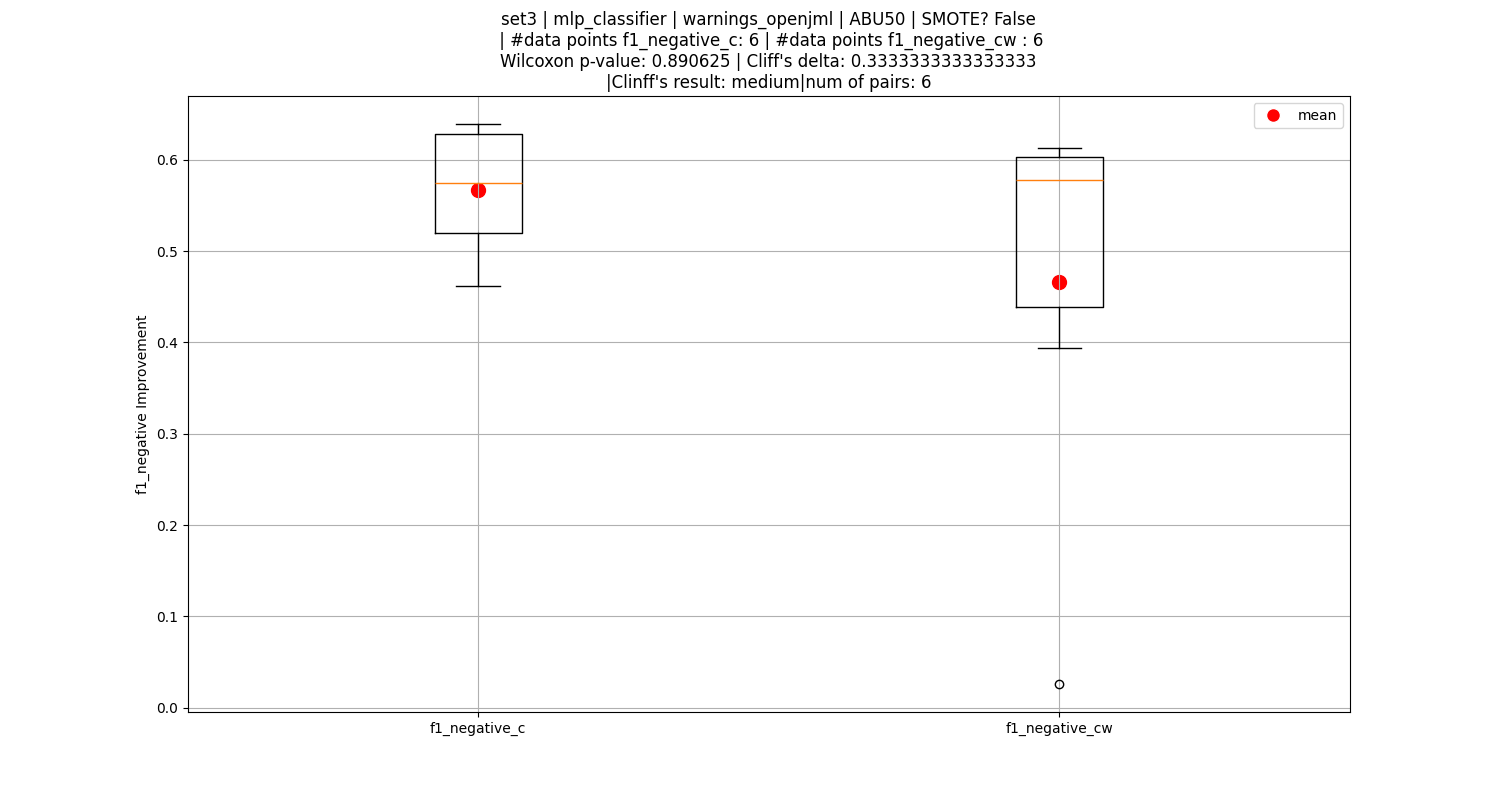 set3 | mlp_classifier | warnings_openjml | ABU50 | SMOTE? False
| #data points f1_negative_c: 6 | #data points f1_negative_cw : 6
Wilcoxon p-value: 0.890625 | Cliff's delta: 0.3333333333333333
|Clinff's result: medium|num of pairs: 6
mean
0.6
0.5
0.4
0.3
0.2
0.1
0.0
f1_negative Improvement
f1_negative_c
f1_negative_cw